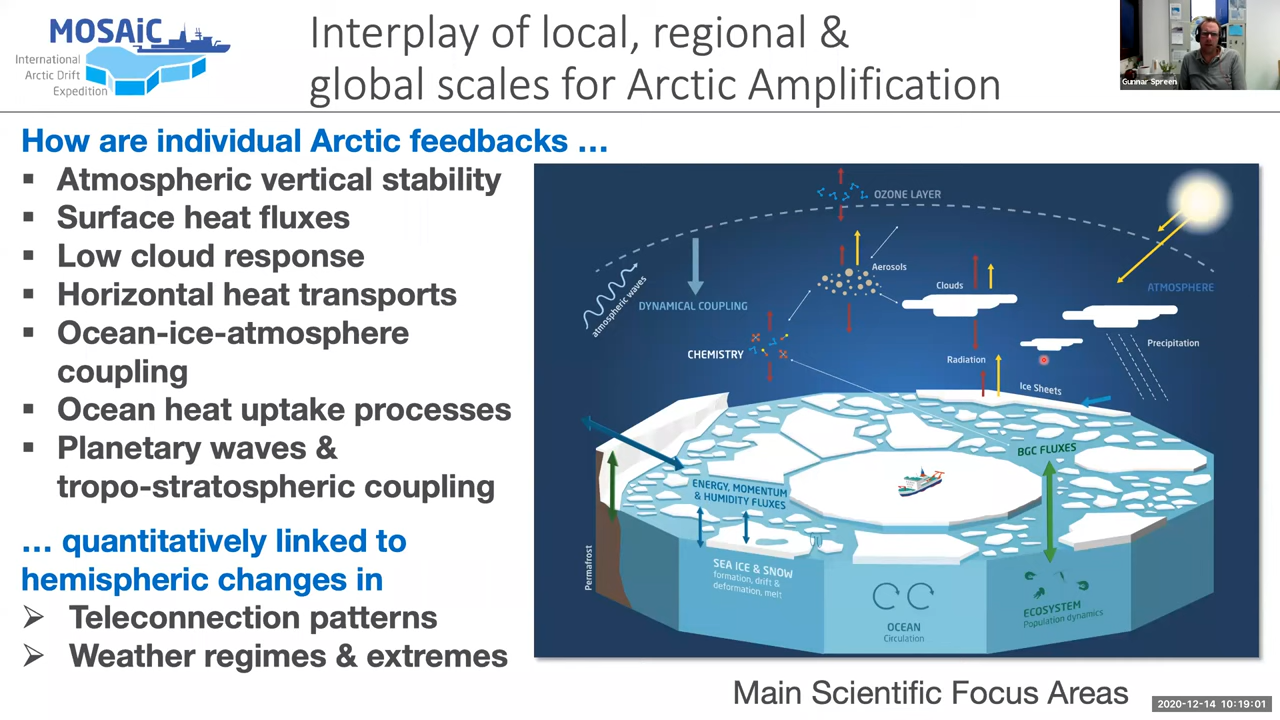 MOSAiC
International
Arctic Drift
Expedition
Interplay of local, regional &
global scales for Arctic Amplification
Gunnar Spreen
How are individual Arctic feedbacks ...
▪ Atmospheric vertical stability
▪ Surface heat fluxes
▪ Low cloud response
▪ Horizontal heat transports
▪ Ocean-ice-atmosphere
coupling
▪ Ocean heat uptake processes
▪ Planetary waves &
tropo-stratospheric coupling
... quantitatively linked to
hemispheric changes in
➢ Teleconnection patterns
➢ Weather regimes & extremes
OZONE LAYER
Aerosols
atmospheric waves
DYNAMICAL COUPLING
Clouds
ATMOSPHERE
CHEMISTRY
Radiation
Precipitation
Ice Sheets
BGC FLUXES
ENERGY, MOMENTUM
& HUMIDITY FLUXES
Permafrost
SEA ICE & SNOW
formation, drift &
deformation, melt
OCEAN
Circulation
ECOSYSTEM
Population dynamics
Main Scientific Focus Areas
2020-12-14 10:19:01